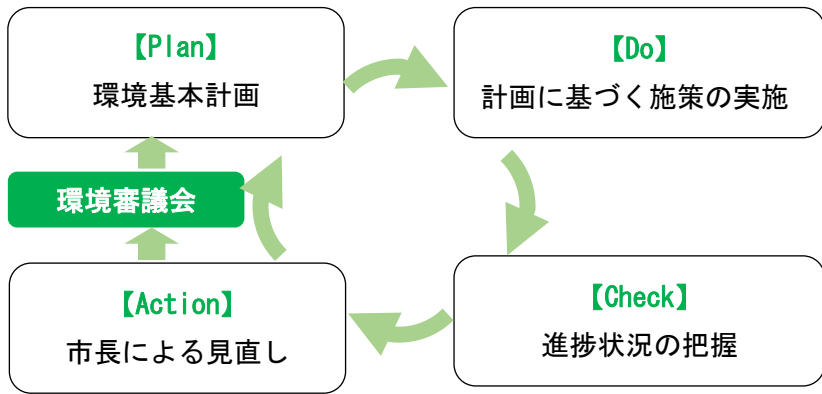 【Plan】
環境基本計画
【Do】
計画に基づく施策の実施
環境審議会
【Action】
市長による見直し
【Check】
進捗状況の把握